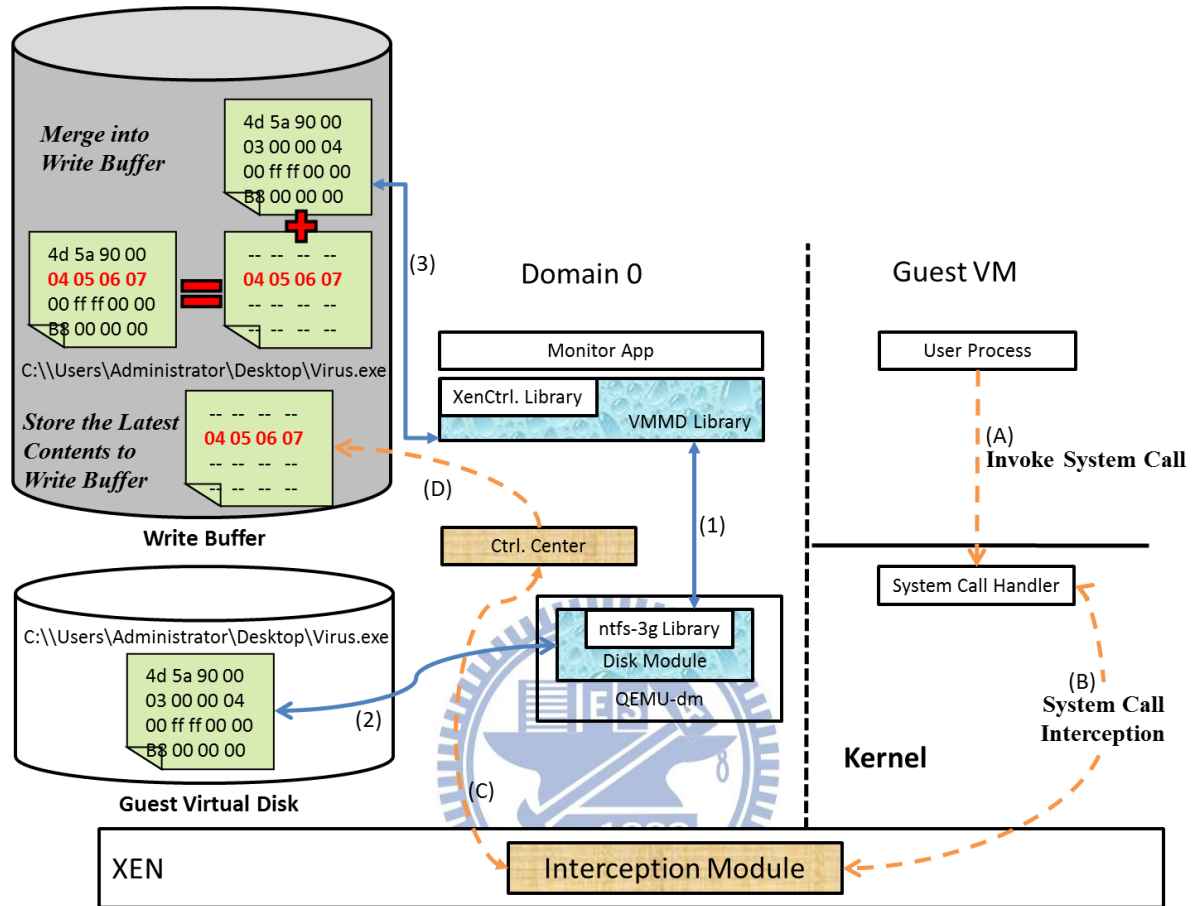 Merge into
Write Buffer
4d 5a 90 00
03 00 00 04
00 ff ff 00 00
B8 00 00 00
4d 5a 90 00
04 05 06 07
00 ff ff 00 00
B8 00 00 00
-- -- -- --
04 05 06 07
-- -- -- --
-- -- -- --
C:\\Users\Administrator\Desktop\Virus.exe
Store the Latest
Contents to
Write Buffer
-- -- -- --
04 05 06 07
-- -- -- --
-- -- -- --
Write Buffer
(3)
Domain 0
Guest VM
Monitor App
XenCtrl. Library
VMMD Library
User Process
(A)
Invoke System Call
(D)
(1)
Ctrl. Center
System Call Handler
C:\\Users\Administrator\Desktop\Virus.exe
4d 5a 90 00
03 00 00 04
00 ff ff 00 00
B8 00 00 00
Guest Virtual Disk
(2)
ntfs-3g Library
Disk Module
QEMU-dm
(B)
System Call
Interception
Kernel
(C)
XEN
Interception Module